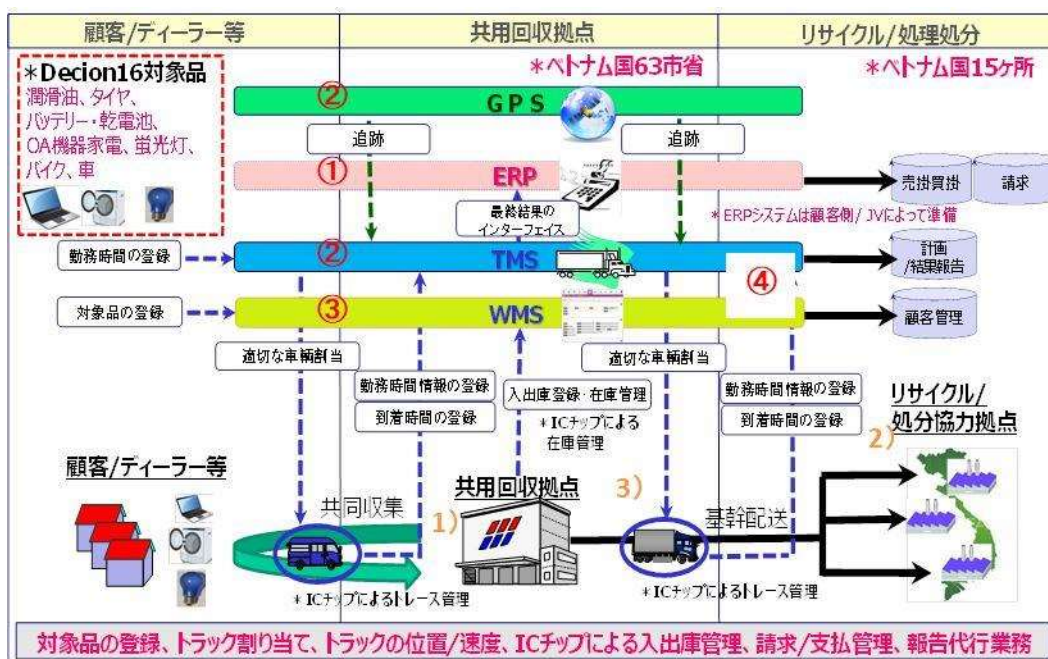 顧客/ディーラー等
共用回収拠点
リサイクル/処理処分
＊Decion16対象品
潤滑油、タイヤ、
バッテリー・乾電池、
OA機器家電、蛍光灯、
バイク、車
＊ベトナム国63市省
＊ベトナム国15ヶ所
②
GPS
追跡
追跡
①
ERP
売掛買掛
請求
最終結果の
インターフェイス
＊ERPシステムは顧客側/JVによって準備
勤務時間の登録
②
TMS
④
計画
/結果報告
対象品の登録
③
WMS
顧客管理
適切な車輌割当
適切な車輌割当
勤務時間情報の登録
到着時間の登録
入出庫登録・在庫管理
＊ICチップによる
在庫管理
勤務時間情報の登録
到着時間の登録
リサイクル/
処分協力拠点
2）
顧客/ディーラー等
共同収集
1）
共用回収拠点
3）
基幹配送
＊ICチップによるトレース管理
＊ICチップによるトレース管理
対象品の登録、トラック割り当て、トラックの位置/速度、ICチップによる入出庫管理、請求/支払管理、報告代行業務